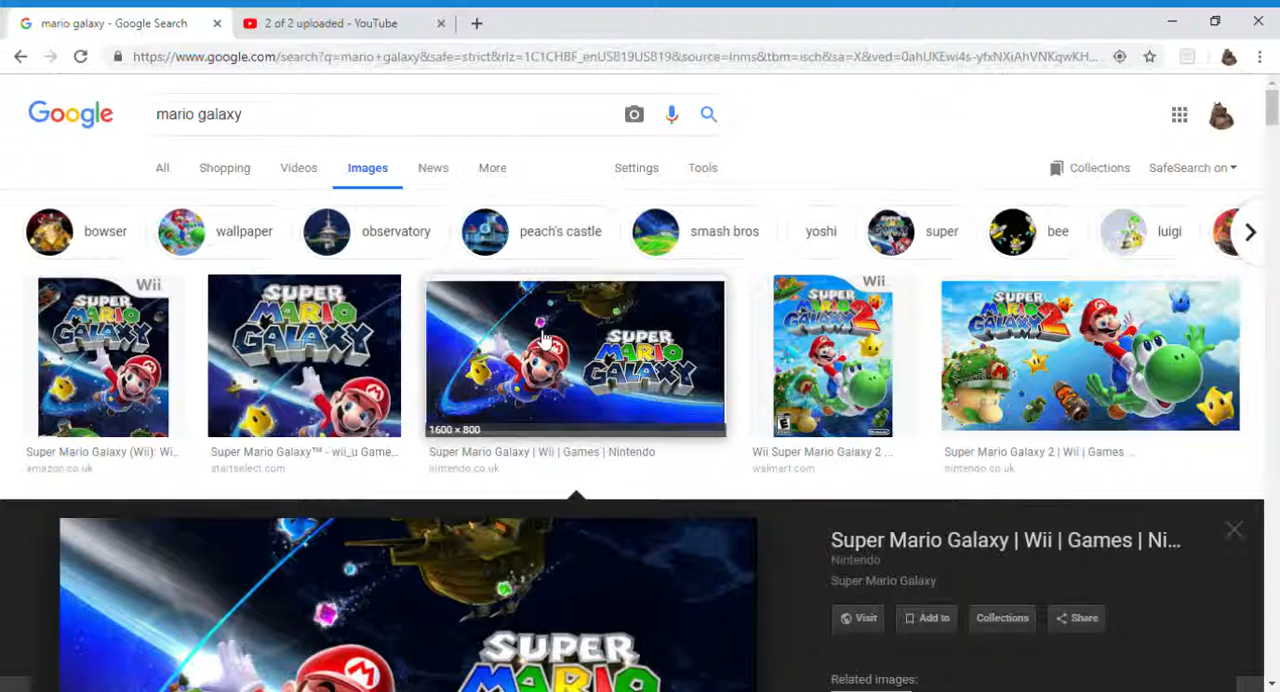 mario galaxy - Google Search
2 of 2 uploaded - YouTube
https://www.google.com/search?q=mario+galaxy&safe=strict&rlz=1C1CHBF_enUS819US819&source=lnms&tbm=isch&sa=X&ved=0ahUKEwi4s-yfxNXiAhVNKqwKH...
Google
mario galaxy
All Shopping Videos Images News More Settings Tools Collections SafeSearch on
bowser wallpaper observatory peach's castle smash bros yoshi super bee luigi
Wii
SUPER MARIO GALAXY
SUPER MARIO GALAXY
SUPER MARIO GALAXY
1600 × 800
Wii
SUPER MARIO GALAXY 2
SUPER MARIO GALAXY 2
Super Mario Galaxy (Wii): Wi...
amazon.co.uk
Super Mario Galaxy™ - wii_u Game...
startselect.com
Super Mario Galaxy | Wii | Games | Nintendo
nintendo.co.uk
Wii Super Mario Galaxy 2 ...
walmart.com
Super Mario Galaxy 2 | Wii | Games ...
nintendo.co.uk
SUPER
MARIO
Super Mario Galaxy | Wii | Games | Ni...
Nintendo
Super Mario Galaxy
Visit Add to Collections Share
Related images: